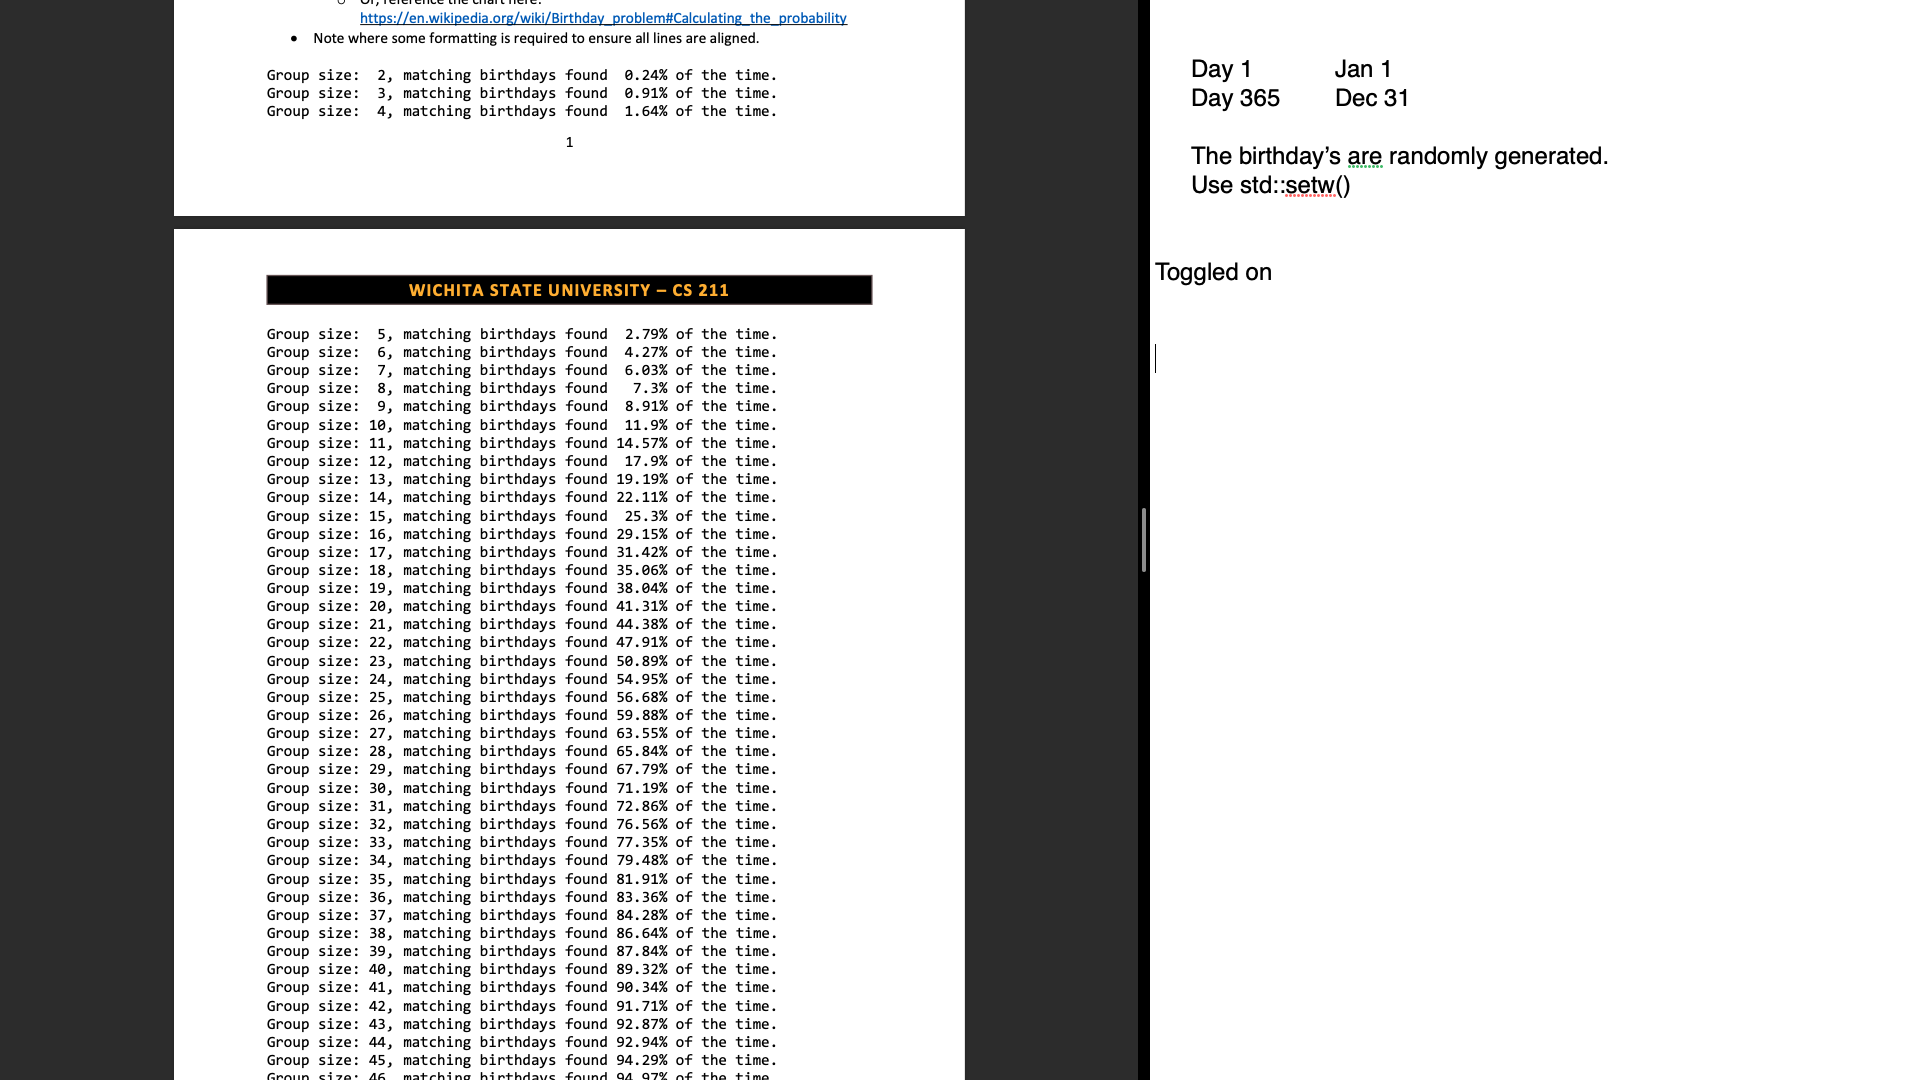 Or, reference the chart here:
https://en.wikipedia.org/wiki/Birthday_problem#Calculating_the_probability
• Note where some formatting is required to ensure all lines are aligned.
Group size:  2, matching birthdays found  0.24% of the time.
Group size:  3, matching birthdays found  0.91% of the time.
Group size:  4, matching birthdays found  1.64% of the time.
1
WICHITA STATE UNIVERSITY – CS 211
Group size:  5, matching birthdays found  2.79% of the time.
Group size:  6, matching birthdays found  4.27% of the time.
Group size:  7, matching birthdays found  6.03% of the time.
Group size:  8, matching birthdays found   7.3% of the time.
Group size:  9, matching birthdays found  8.91% of the time.
Group size: 10, matching birthdays found  11.9% of the time.
Group size: 11, matching birthdays found 14.57% of the time.
Group size: 12, matching birthdays found  17.9% of the time.
Group size: 13, matching birthdays found 19.19% of the time.
Group size: 14, matching birthdays found 22.11% of the time.
Group size: 15, matching birthdays found  25.3% of the time.
Group size: 16, matching birthdays found 29.15% of the time.
Group size: 17, matching birthdays found 31.42% of the time.
Group size: 18, matching birthdays found 35.06% of the time.
Group size: 19, matching birthdays found 38.04% of the time.
Group size: 20, matching birthdays found 41.31% of the time.
Group size: 21, matching birthdays found 44.38% of the time.
Group size: 22, matching birthdays found 47.91% of the time.
Group size: 23, matching birthdays found 50.89% of the time.
Group size: 24, matching birthdays found 54.95% of the time.
Group size: 25, matching birthdays found 56.68% of the time.
Group size: 26, matching birthdays found 59.88% of the time.
Group size: 27, matching birthdays found 63.55% of the time.
Group size: 28, matching birthdays found 65.84% of the time.
Group size: 29, matching birthdays found 67.79% of the time.
Group size: 30, matching birthdays found 71.19% of the time.
Group size: 31, matching birthdays found 72.86% of the time.
Group size: 32, matching birthdays found 76.56% of the time.
Group size: 33, matching birthdays found 77.35% of the time.
Group size: 34, matching birthdays found 79.48% of the time.
Group size: 35, matching birthdays found 81.91% of the time.
Group size: 36, matching birthdays found 83.36% of the time.
Group size: 37, matching birthdays found 84.28% of the time.
Group size: 38, matching birthdays found 86.64% of the time.
Group size: 39, matching birthdays found 87.84% of the time.
Group size: 40, matching birthdays found 89.32% of the time.
Group size: 41, matching birthdays found 90.34% of the time.
Group size: 42, matching birthdays found 91.71% of the time.
Group size: 43, matching birthdays found 92.87% of the time.
Group size: 44, matching birthdays found 92.94% of the time.
Group size: 45, matching birthdays found 94.29% of the time.
Group size: 46, matching birthdays found 94.97% of the time.
Day 1 Jan 1
Day 365 Dec 31
The birthday’s are randomly generated.
Use std::setw()
Toggled on